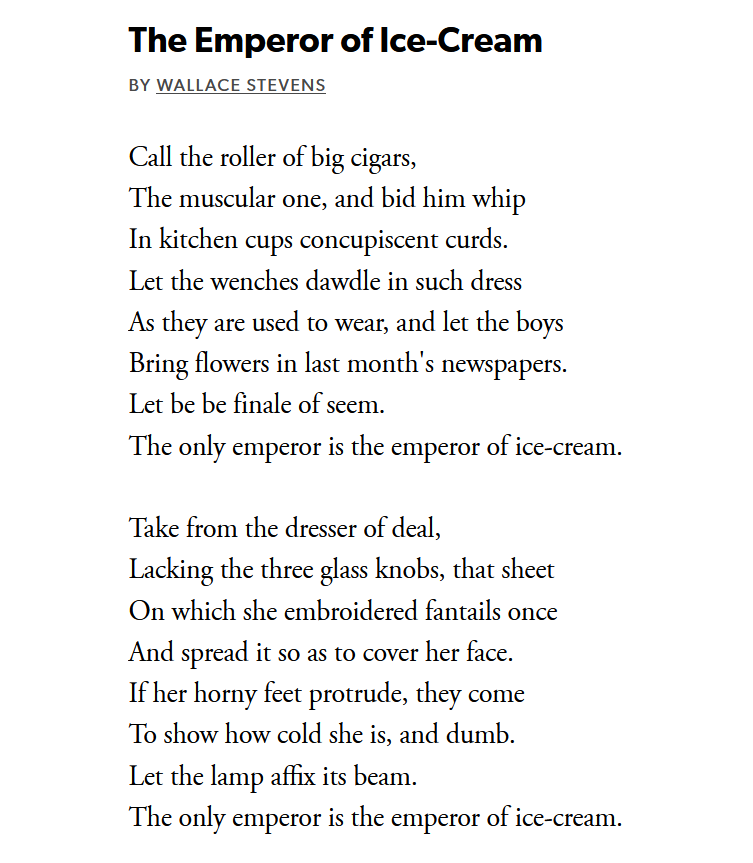 The Emperor of Ice-Cream
BY WALLACE STEVENS
Call the roller of big cigars,
The muscular one, and bid him whip
In kitchen cups concupiscent curds.
Let the wenches dawdle in such dress
As they are used to wear, and let the boys
Bring flowers in last month's newspapers.
Let be be finale of seem.
The only emperor is the emperor of ice-cream.

Take from the dresser of deal,
Lacking the three glass knobs, that sheet
On which she embroidered fantails once
And spread it so as to cover her face.
If her horny feet protrude, they come
To show how cold she is, and dumb.
Let the lamp affix its beam.
The only emperor is the emperor of ice-cream.